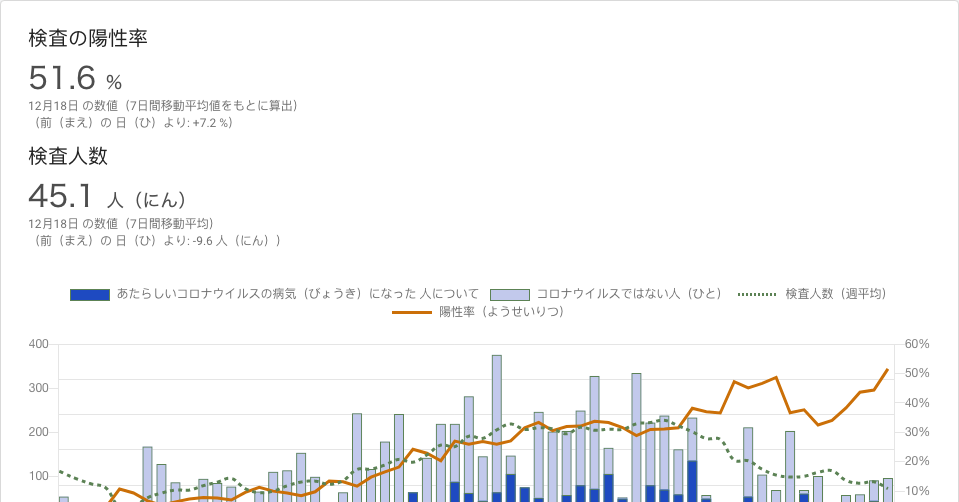 検査の陽性率
51.6 %
12月18日 の数値（7日間移動平均値をもとに算出）
（前（まえ）の 日（ひ）より: +7.2 %）
検査人数
45.1 人（にん）
12月18日 の数値（7日間移動平均）
（前（まえ）の 日（ひ）より: -9.6 人（にん））
あたらしいコロナウイルスの病気（びょうき）になった 人について コロナウイルスではない人（ひと） 検査人数（週平均）
陽性率（ようせいりつ）
400 60%
50%
300
40%
200 30%
20%
100
10%